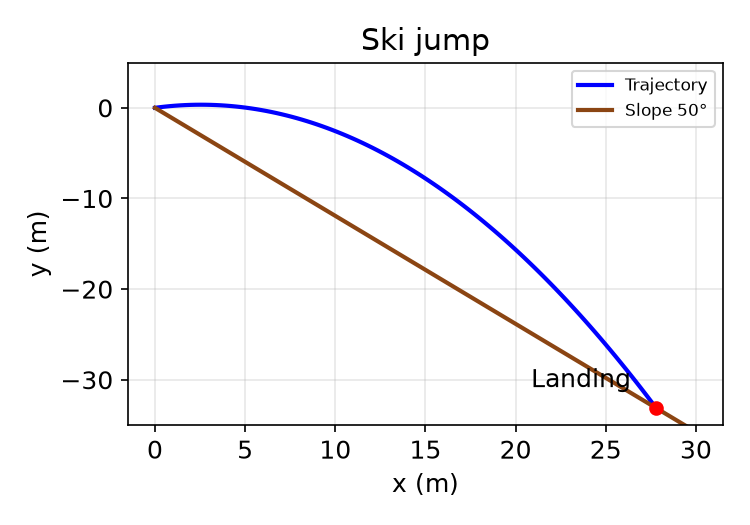 Ski jump
Trajectory
Slope 50°
Landing
y (m)
0
−10
−20
−30
0 5 10 15 20 25 30
x (m)